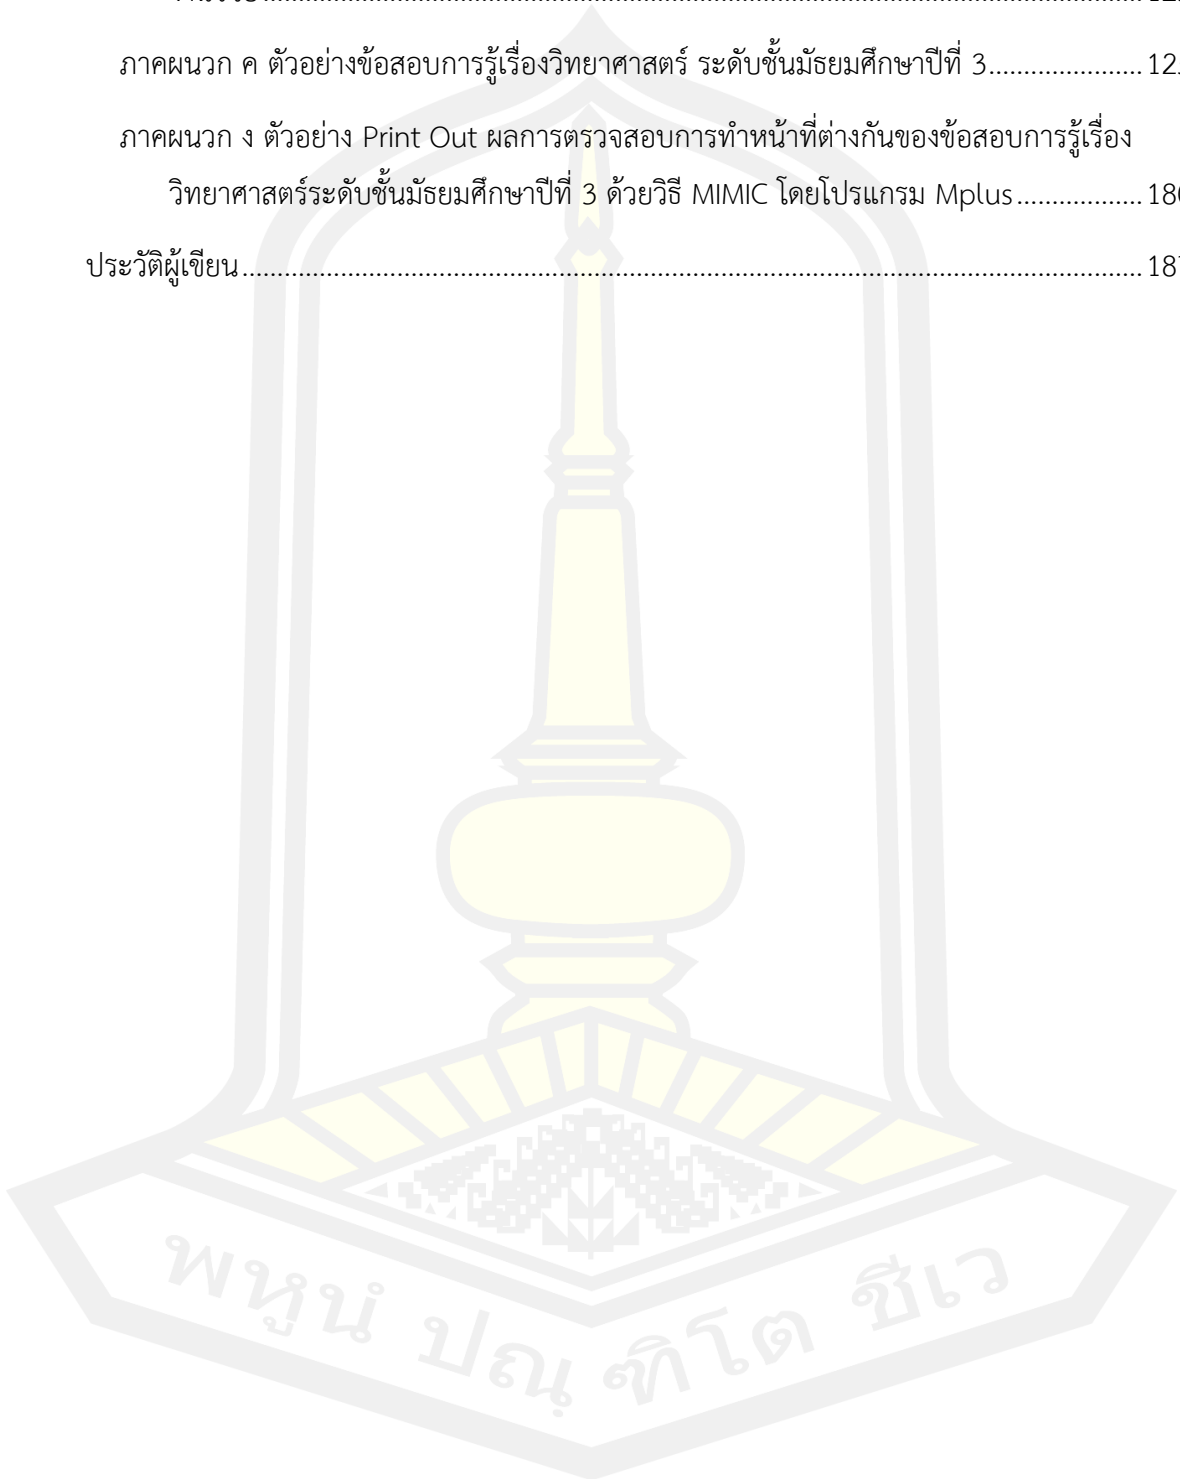 ภาคผนวก ค ตัวอย่างข้อสอบการรู้เรื่องวิทยาศาสตร์ ระดับชั้นมัธยมศึกษาปีที่ 3...................... 12
ภาคผนวก ง ตัวอย่าง Print Out ผลการตรวจสอบการทำหน้าที่ต่างกันของข้อสอบการรู้เรื่อง
วิทยาศาสตร์ระดับชั้นมัธยมศึกษาปีที่ 3 ด้วยวิธี MIMIC โดยโปรแกรม Mplus.................. 18
ประวัติผู้เขียน............................................................................................................ 18
พหูนํ ปณฺฑิโต ชีเว